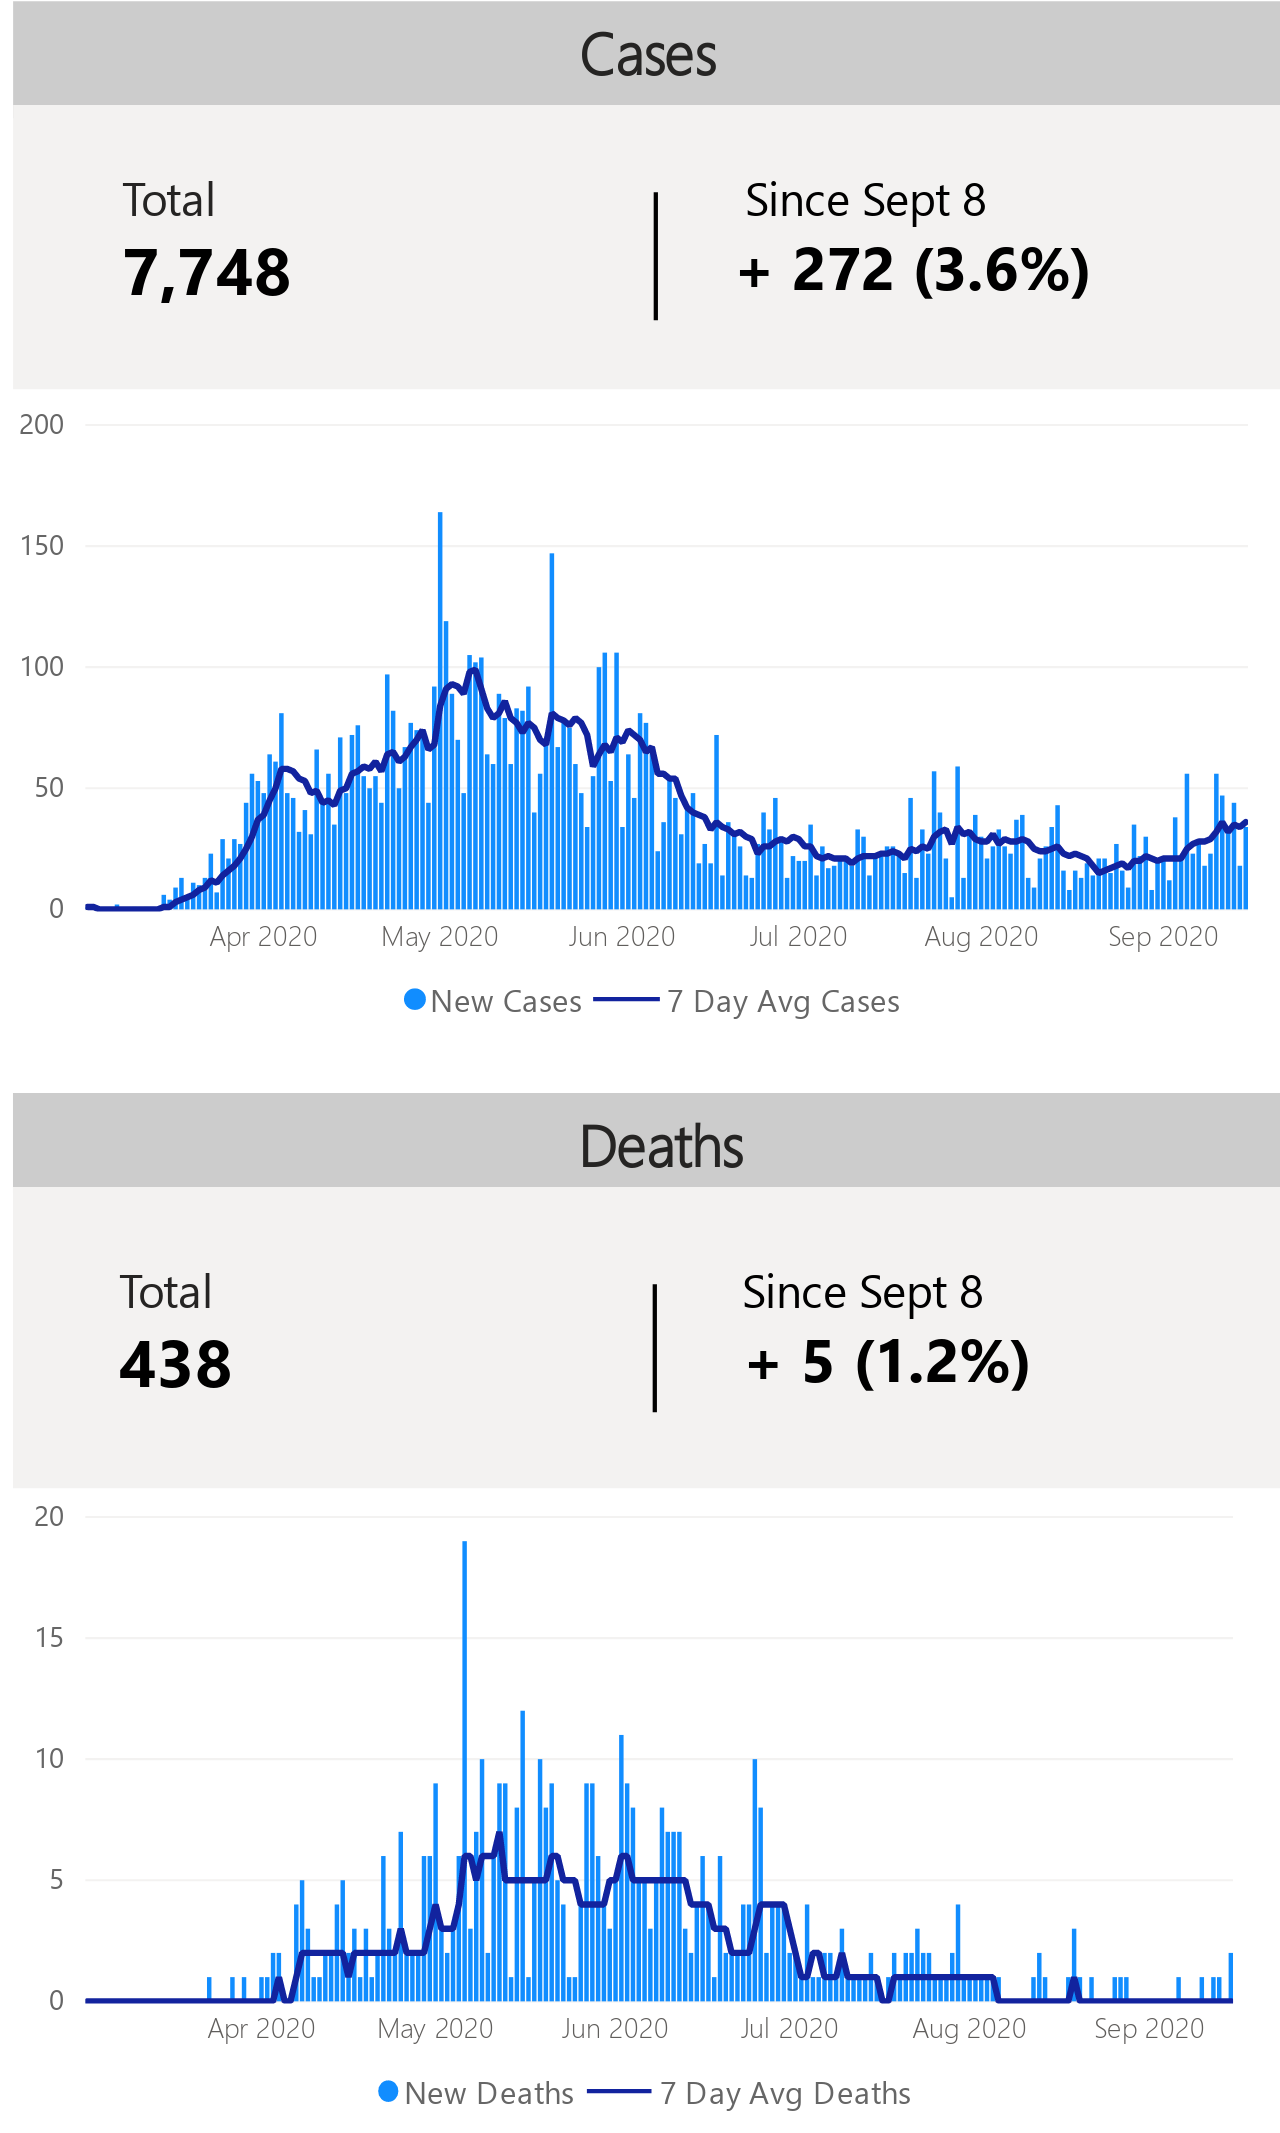 Cases
Total
7,748
Since Sept 8
+ 272 (3.6%)
200
150
100
50
0
Apr 2020 May 2020 Jun 2020 Jul 2020 Aug 2020 Sep 2020
New Cases 7 Day Avg Cases
Deaths
Total
438
Since Sept 8
+ 5 (1.2%)
20
15
10
5
0
Apr 2020 May 2020 Jun 2020 Jul 2020 Aug 2020 Sep 2020
New Deaths 7 Day Avg Deaths